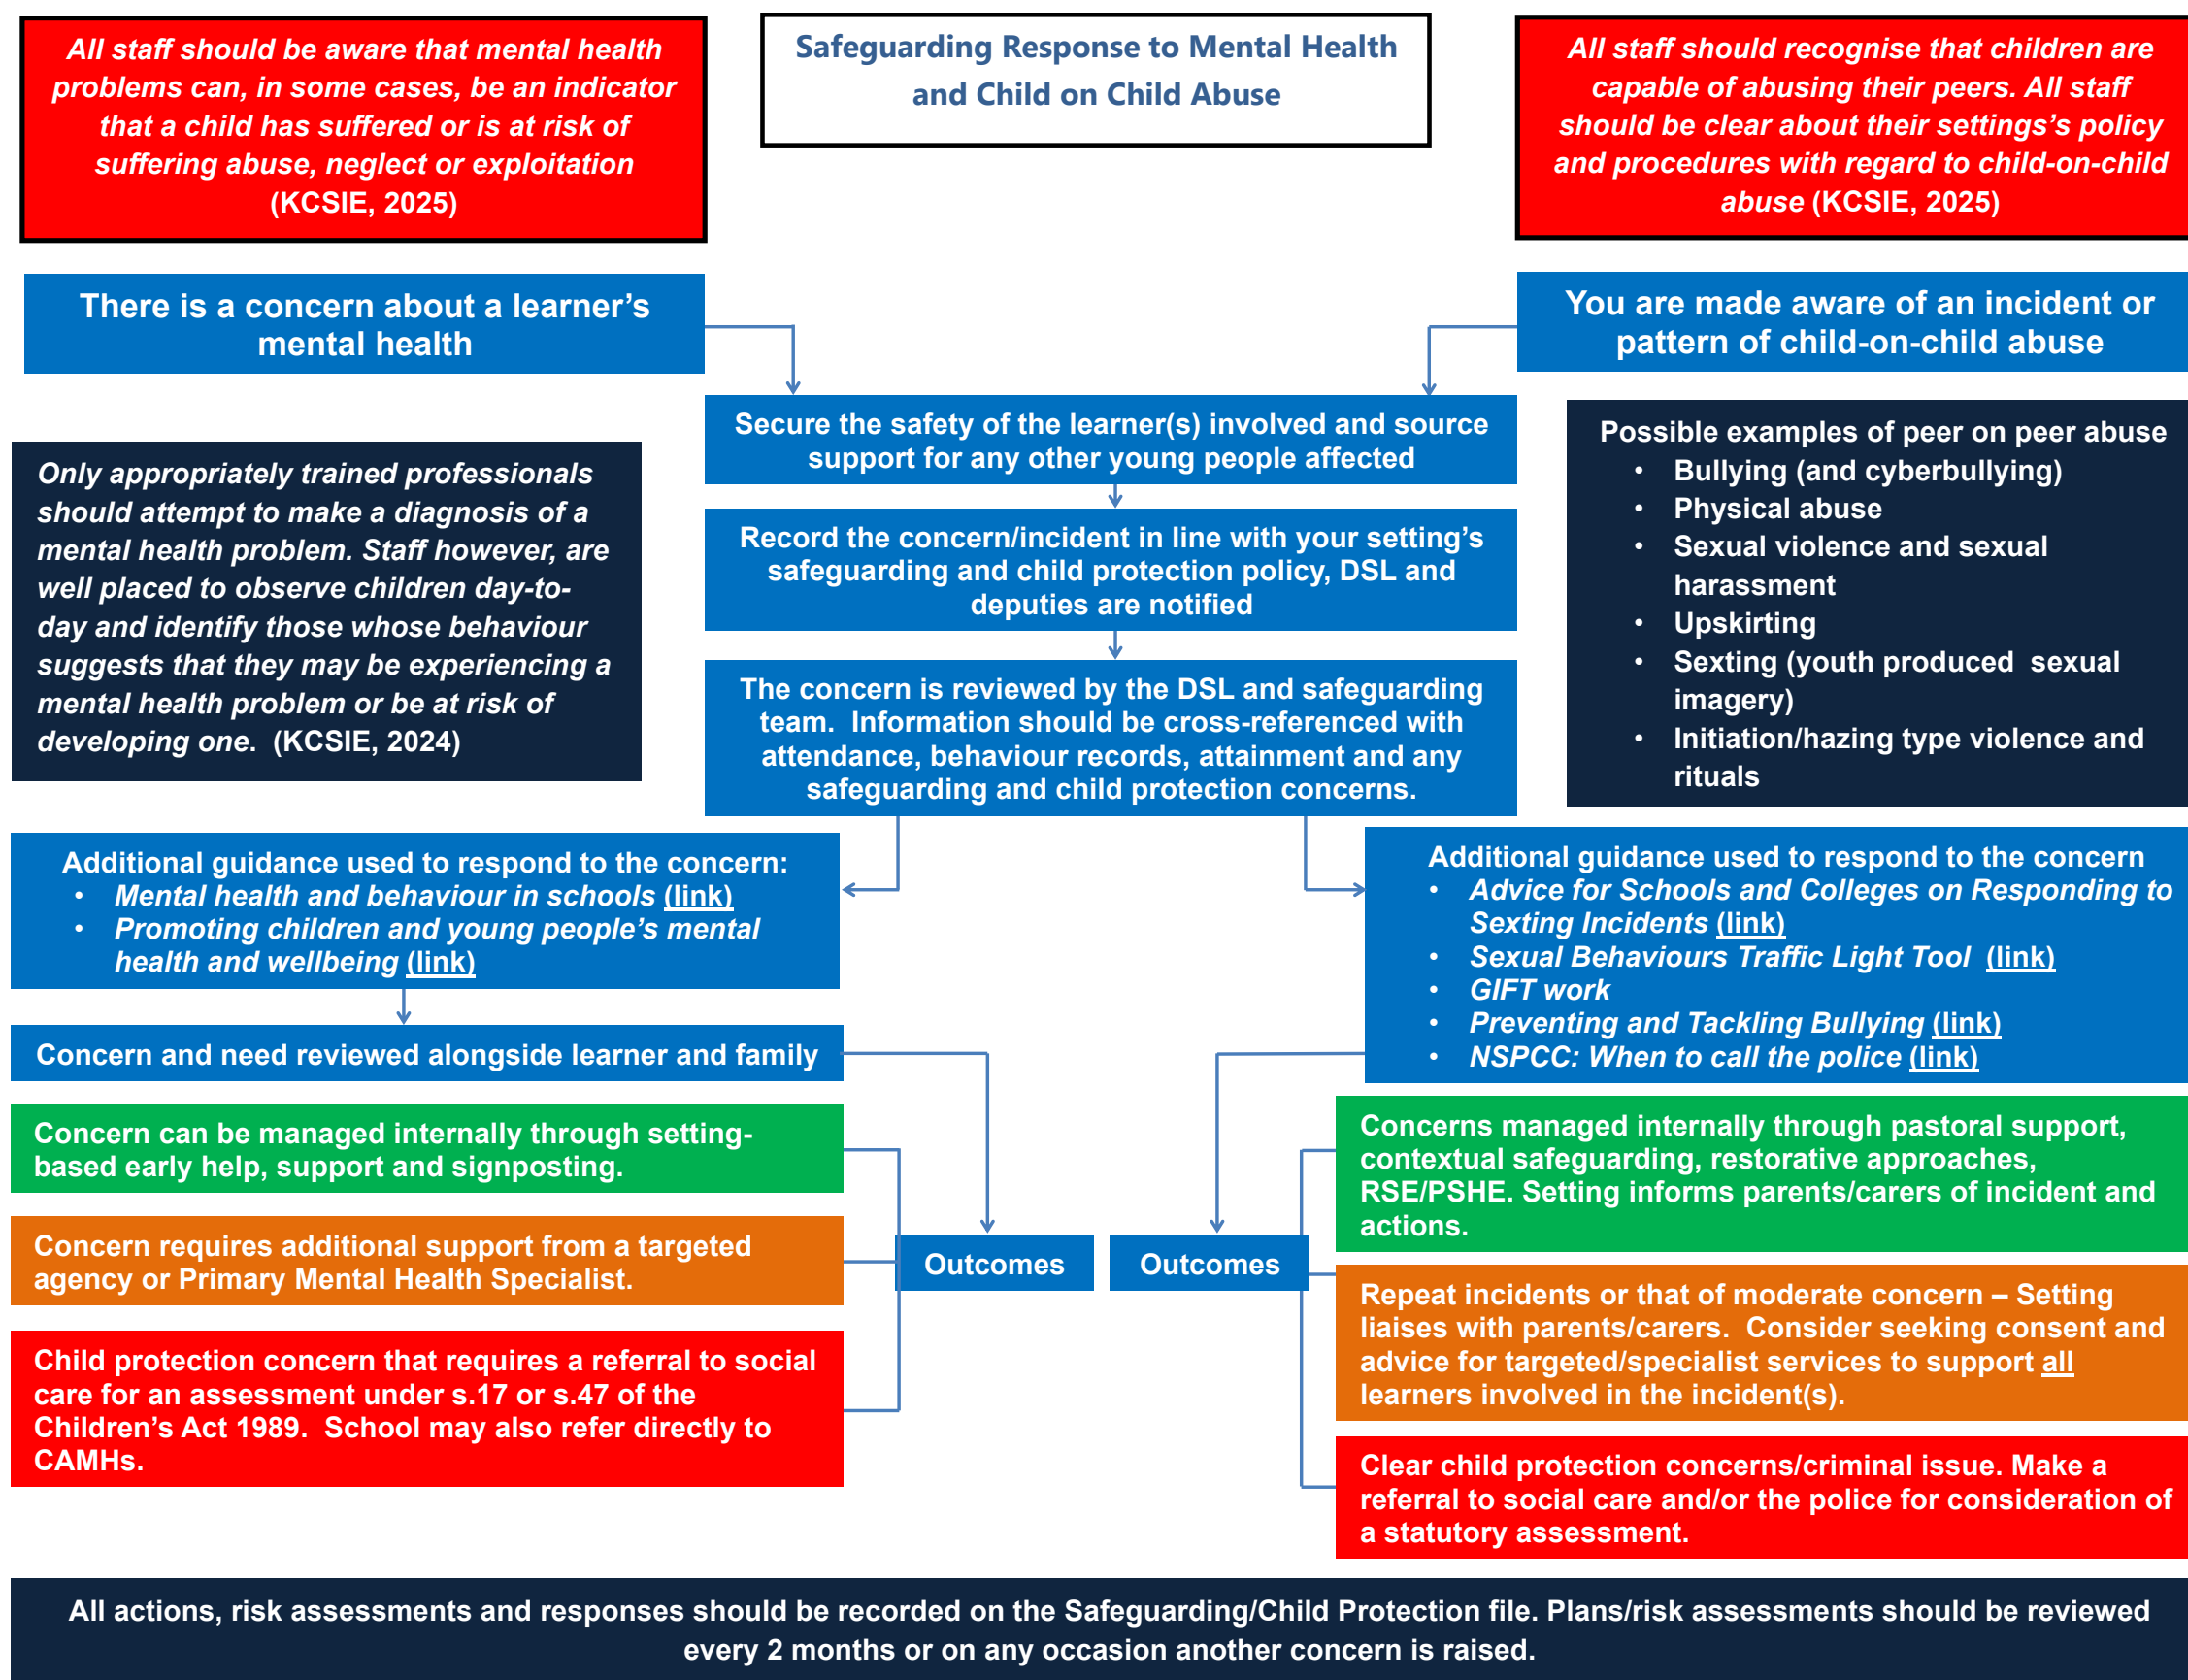 All staff should be aware that mental health
problems can, in some cases, be an indicator
that a child has suffered or is at risk of
suffering abuse, neglect or exploitation
(KCSIE, 2025)
Safeguarding Response to Mental Health
and Child on Child Abuse
All staff should recognise that children are
capable of abusing their peers. All staff
should be clear about their settings's policy
and procedures with regard to child-on-child
abuse (KCSIE, 2025)
There is a concern about a learner’s
mental health
You are made aware of an incident or
pattern of child-on-child abuse
Secure the safety of the learner(s) involved and source
support for any other young people affected
Only appropriately trained professionals
should attempt to make a diagnosis of a
mental health problem. Staff however, are
well placed to observe children day-to-
day and identify those whose behaviour
suggests that they may be experiencing a
mental health problem or be at risk of
developing one. (KCSIE, 2024)
Record the concern/incident in line with your setting’s
safeguarding and child protection policy, DSL and
deputies are notified
Possible examples of peer on peer abuse
• Bullying (and cyberbullying)
• Physical abuse
• Sexual violence and sexual
harassment
• Upskirting
• Sexting (youth produced sexual
imagery)
• Initiation/hazing type violence and
rituals
The concern is reviewed by the DSL and safeguarding
team. Information should be cross-referenced with
attendance, behaviour records, attainment and any
safeguarding and child protection concerns.
Additional guidance used to respond to the concern:
• Mental health and behaviour in schools (link)
• Promoting children and young people’s mental
health and wellbeing (link)
Additional guidance used to respond to the concern
• Advice for Schools and Colleges on Responding to
Sexting Incidents (link)
• Sexual Behaviours Traffic Light Tool (link)
• GIFT work
• Preventing and Tackling Bullying (link)
• NSPCC: When to call the police (link)
Concern and need reviewed alongside learner and family
Concern can be managed internally through setting-
based early help, support and signposting.
Concern requires additional support from a targeted
agency or Primary Mental Health Specialist.
Child protection concern that requires a referral to social
care for an assessment under s.17 or s.47 of the
Children’s Act 1989. School may also refer directly to
CAMHs.
Outcomes
Outcomes
Concerns managed internally through pastoral support,
contextual safeguarding, restorative approaches,
RSE/PSHE. Setting informs parents/carers of incident and
actions.
Repeat incidents or that of moderate concern – Setting
liaises with parents/carers. Consider seeking consent and
advice for targeted/specialist services to support all
learners involved in the incident(s).
Clear child protection concerns/criminal issue. Make a
referral to social care and/or the police for consideration of
a statutory assessment.
All actions, risk assessments and responses should be recorded on the Safeguarding/Child Protection file. Plans/risk assessments should be reviewed
every 2 months or on any occasion another concern is raised.